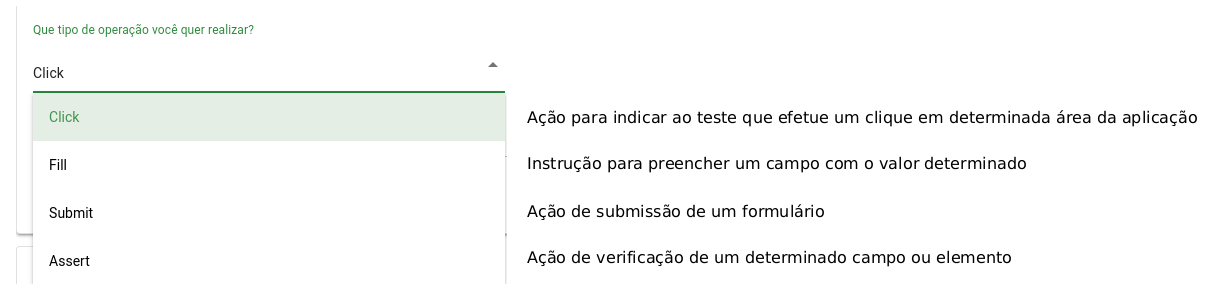 Que tipo de operação você quer realizar?
Click
Click
Ação para indicar ao teste que efetue um clique em determinada área da aplicação
Fill
Instrução para preencher um campo com o valor determinado
Submit
Ação de submissão de um formulário
Assert
Ação de verificação de um determinado campo ou elemento